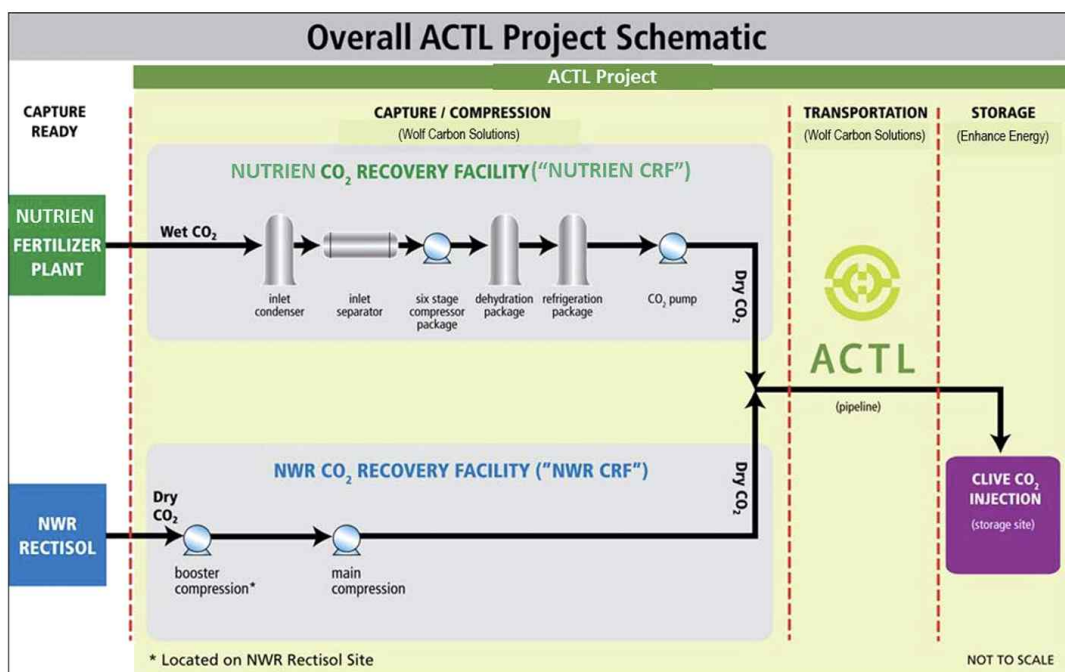 Overall ACTL Project Schematic
ACTL Project
CAPTURE
READY
CAPTURE / COMPRESSION
(Wolf Carbon Solutions)
TRANSPORTATION
(Wolf Carbon Solutions)
STORAGE
(Enhance Energy)
NUTRIEN CO₂ RECOVERY FACILITY ("NUTRIEN CRF")
NUTRIEN
FERTILIZER
PLANT
Wet CO₂
inlet
condenser
inlet
separator
six stage
compressor
package
dehydration
package
refrigeration
package
CO₂ pump
Dry CO₂
ACTL
(pipeline)
NWR CO₂ RECOVERY FACILITY ("NWR CRF")
NWR
RECTISOL
Dry
CO₂
booster
compression*
main
compression
Dry CO₂
CLIVE CO₂
INJECTION
(storage site)
* Located on NWR Rectisol Site
NOT TO SCALE